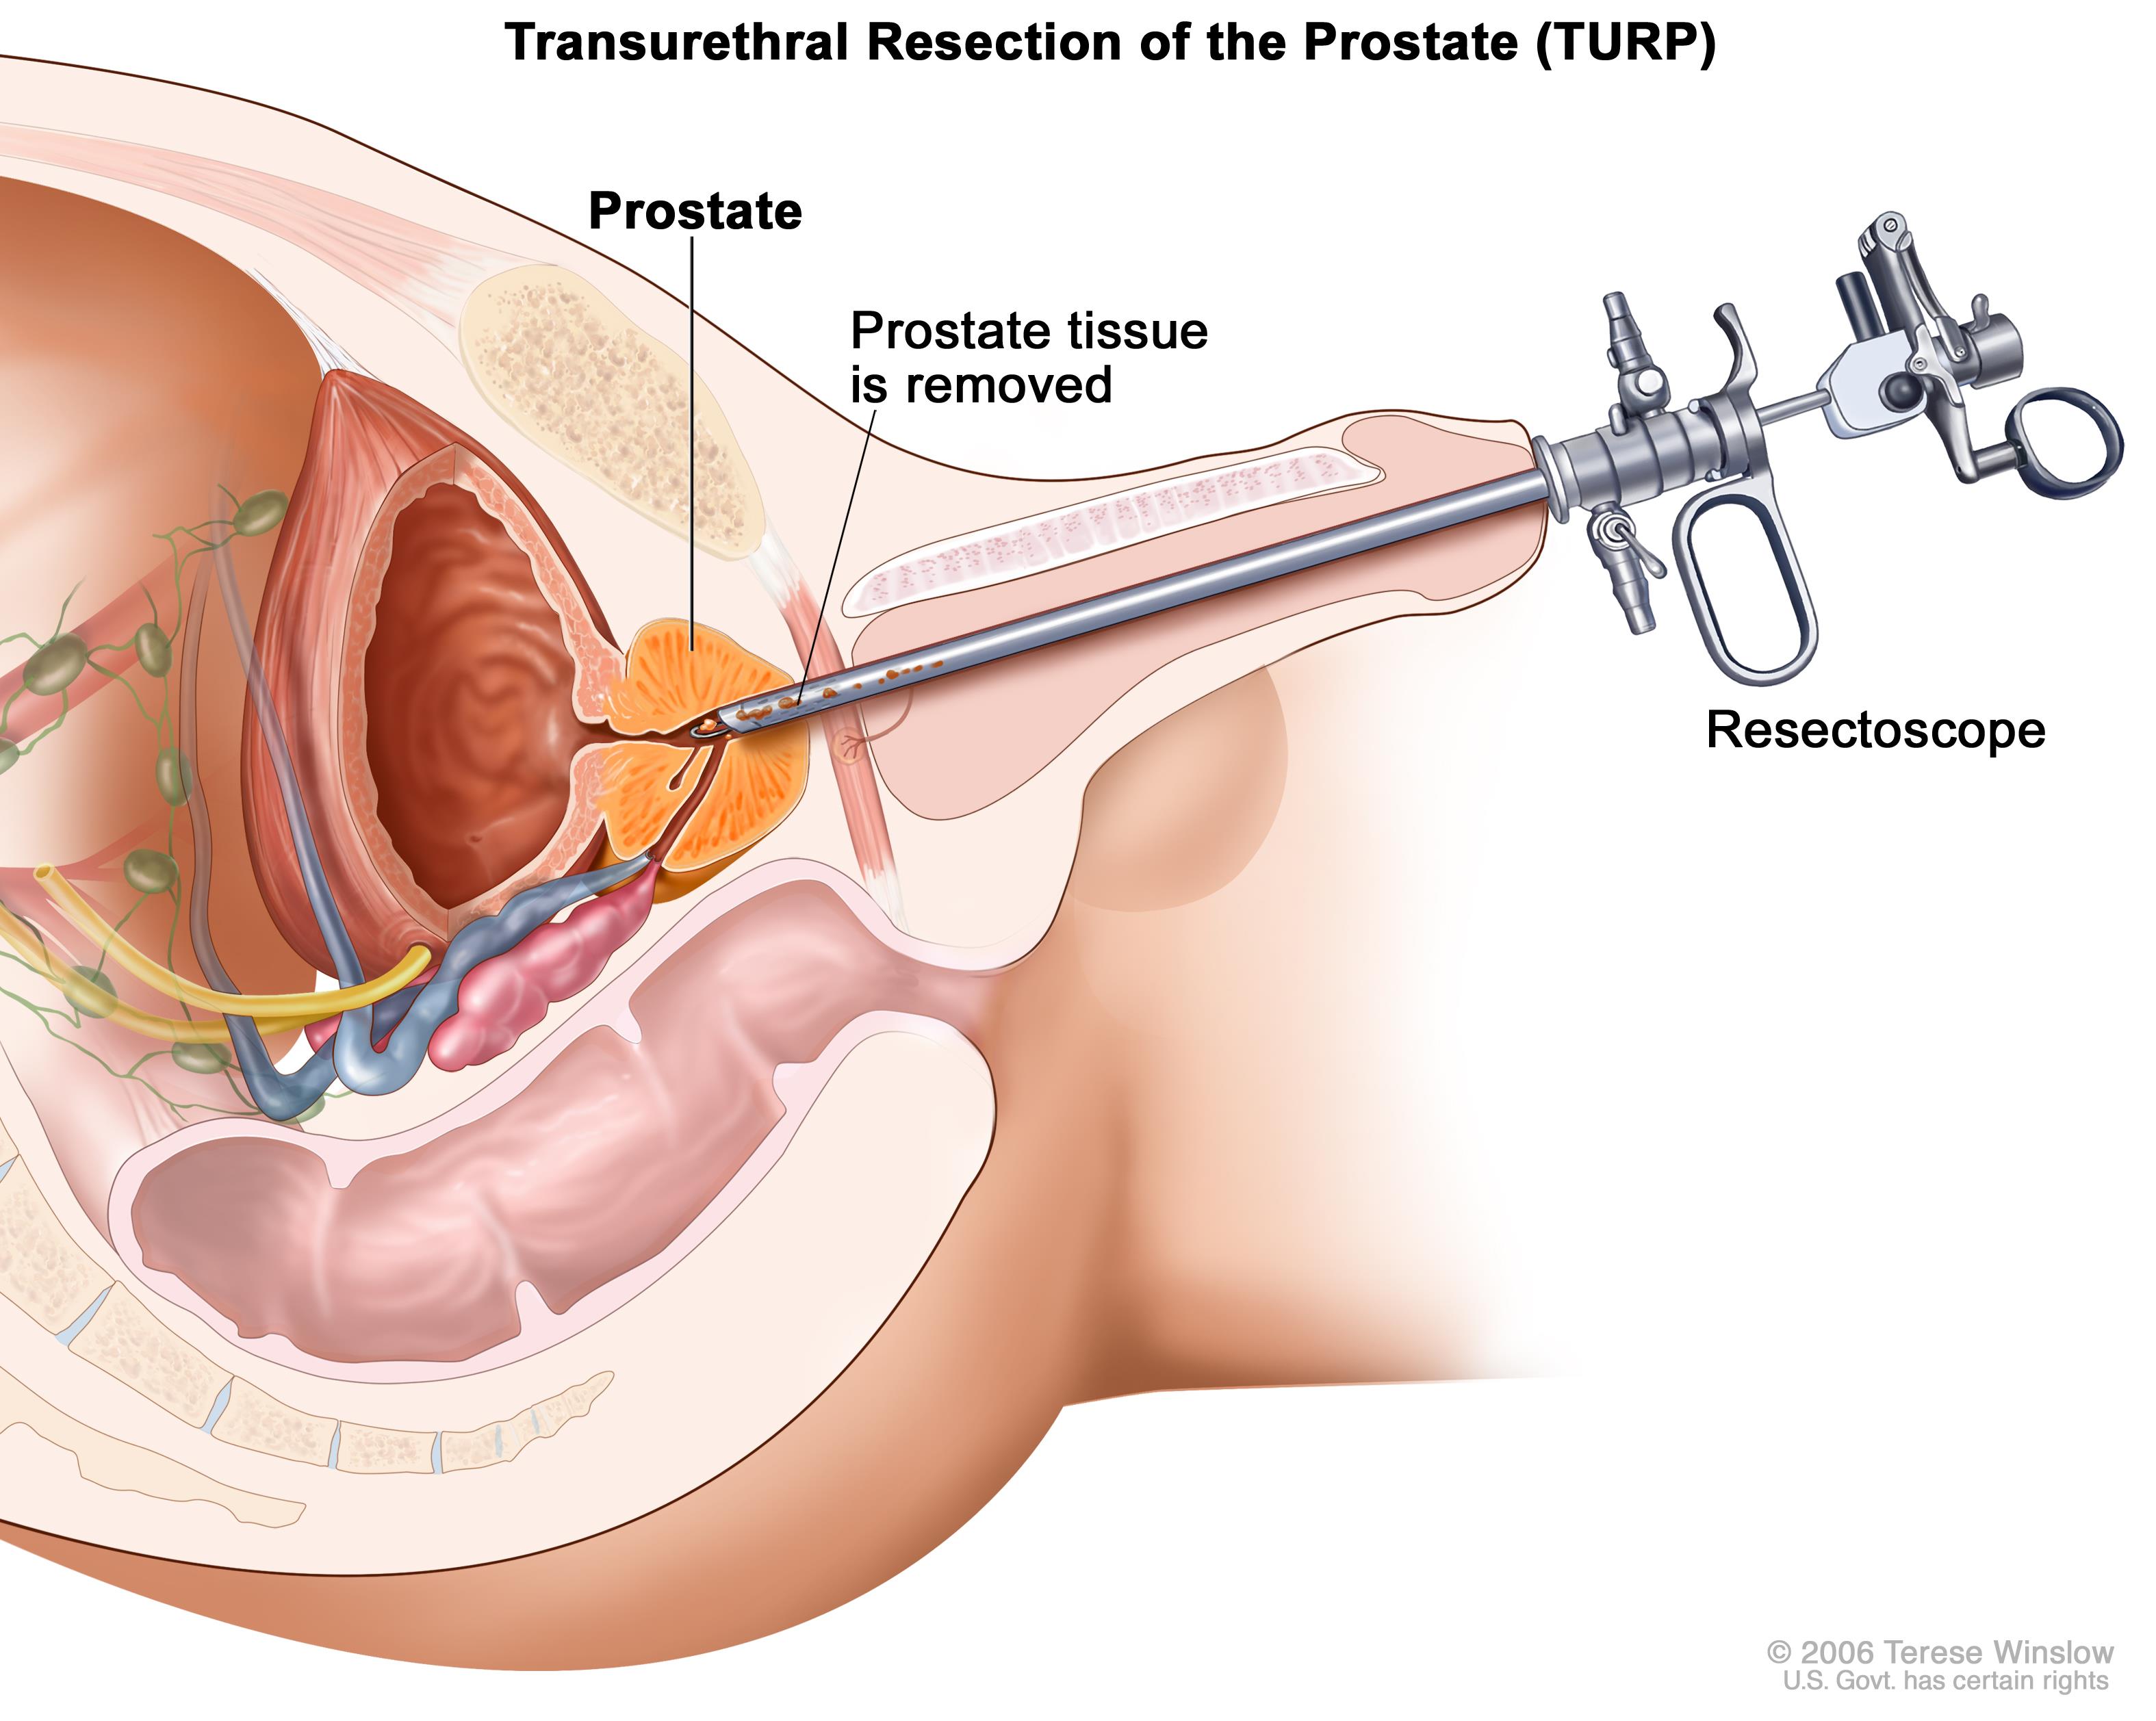 Transurethral Resection of the Prostate (TURP)
Prostate
Prostate tissue
is removed
Resectoscope
© 2006 Terese Winslow
U.S. Govt. has certain rights